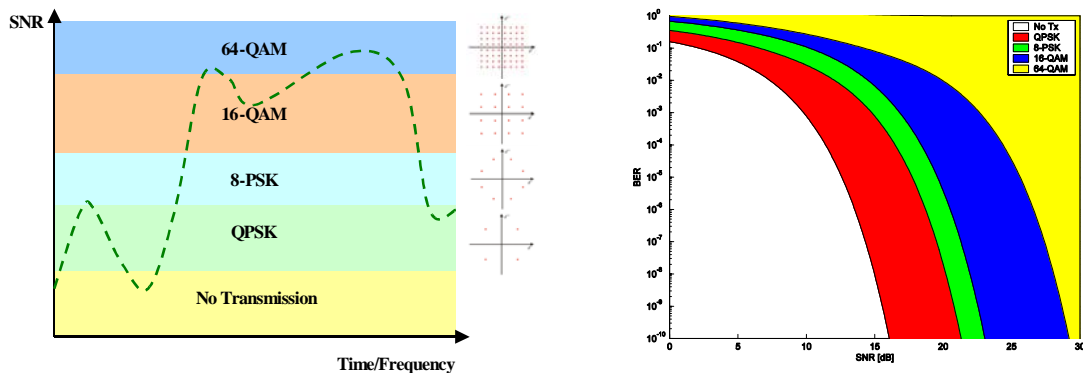 SNR
64-QAM
16-QAM
8-PSK
QPSK
No Transmission
Time/Frequency
No Tx
QPSK
8-PSK
16-QAM
64-QAM
10^0
10^-1
10^-2
10^-3
10^-4
10^-5
10^-6
10^-7
10^-8
10^-9
10^-10
BER
0 5 10 15 20 25 30
SNR [dB]